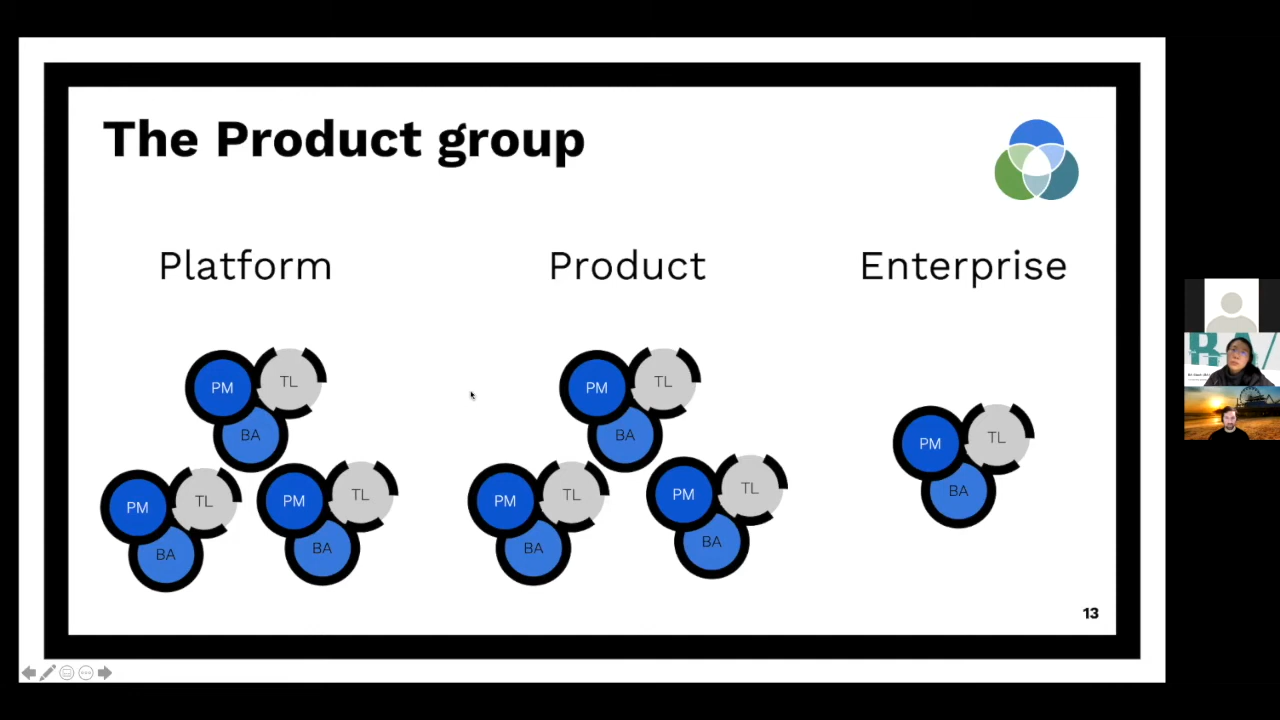 The Product group
Platform
Product
Enterprise
PM
TL
BA
PM
TL
BA
PM
TL
BA
PM
TL
BA
PM
TL
BA
PM
TL
BA
PM
TL
BA
13